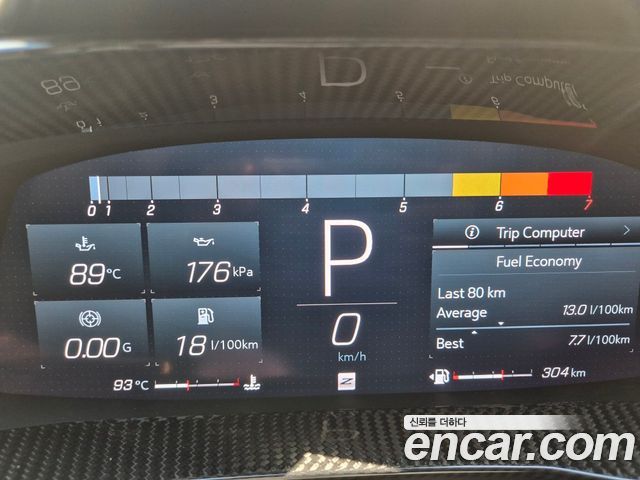 0 1 2 3 4 5 6 7
Trip Computer
89 °C
176 kPa
P
Fuel Economy
Last 80 km
Average 13.0 l/100km
0.00 G
18 l/100km
0
km/h
Best 7.7 l/100km
93 °C
304 km
신뢰를 더하다
encar.com